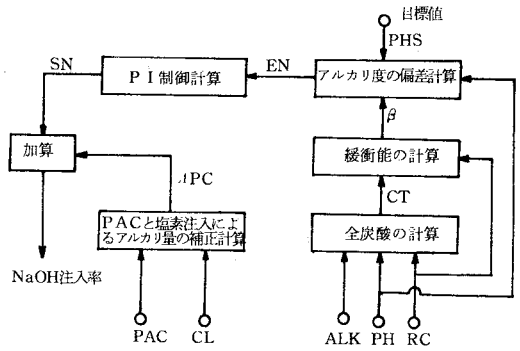 目標値
PHS
SN
PI制御計算
EN
アルカリ度の偏差計算
β
加算
緩衝能の計算
ΔPC
CT
PACと塩素注入によ
るアルカリ量の補正計算
全炭酸の計算
NaOH注入率
PAC
CL
ALK
PH
RC